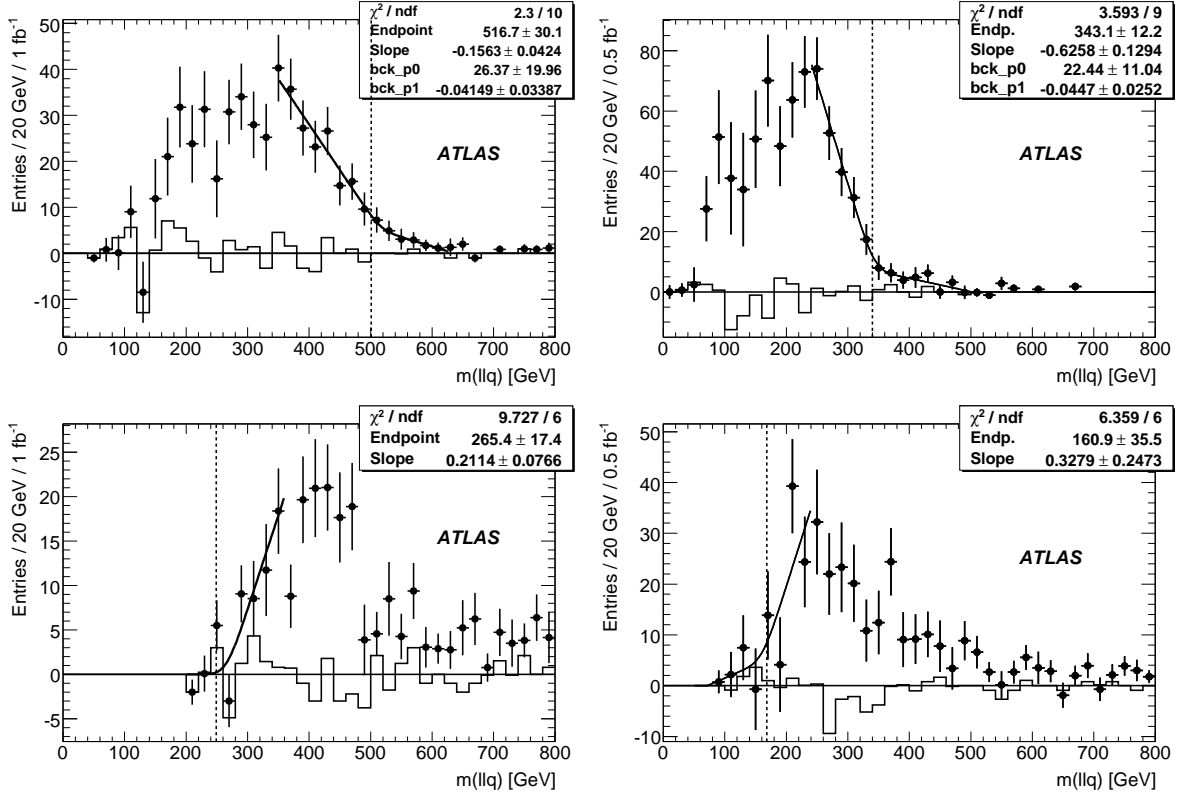 χ² / ndf 2.3 / 10
Endpoint 516.7 ± 30.1
Slope -0.1563 ± 0.0424
bck_p0 26.37 ± 19.96
bck_p1 -0.04149 ± 0.03387
Entries / 20 GeV / 1 fb⁻¹
50
40
30
20
10
0
-10
ATLAS
0 100 200 300 400 500 600 700 800
m(llq) [GeV]
χ² / ndf 3.593 / 9
Endp. 343.1 ± 12.2
Slope -0.6258 ± 0.1294
bck_p0 22.44 ± 11.04
bck_p1 -0.0447 ± 0.0252
Entries / 20 GeV / 0.5 fb⁻¹
80
60
40
20
0
ATLAS
0 100 200 300 400 500 600 700 800
m(llq) [GeV]
χ² / ndf 9.727 / 6
Endpoint 265.4 ± 17.4
Slope 0.2114 ± 0.0766
Entries / 20 GeV / 1 fb⁻¹
25
20
15
10
5
0
-5
ATLAS
0 100 200 300 400 500 600 700 800
m(llq) [GeV]
χ² / ndf 6.359 / 6
Endp. 160.9 ± 35.5
Slope 0.3279 ± 0.2473
Entries / 20 GeV / 0.5 fb⁻¹
50
40
30
20
10
0
-10
ATLAS
0 100 200 300 400 500 600 700 800
m(llq) [GeV]